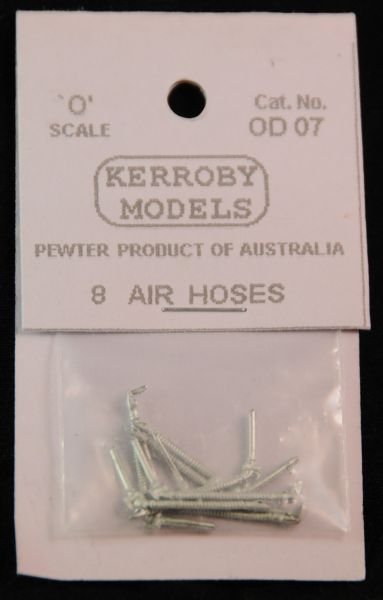 'O'
SCALE
Cat. No.
OD 07
KERROBY
MODELS
PEWTER PRODUCT OF AUSTRALIA
8 AIR HOSES